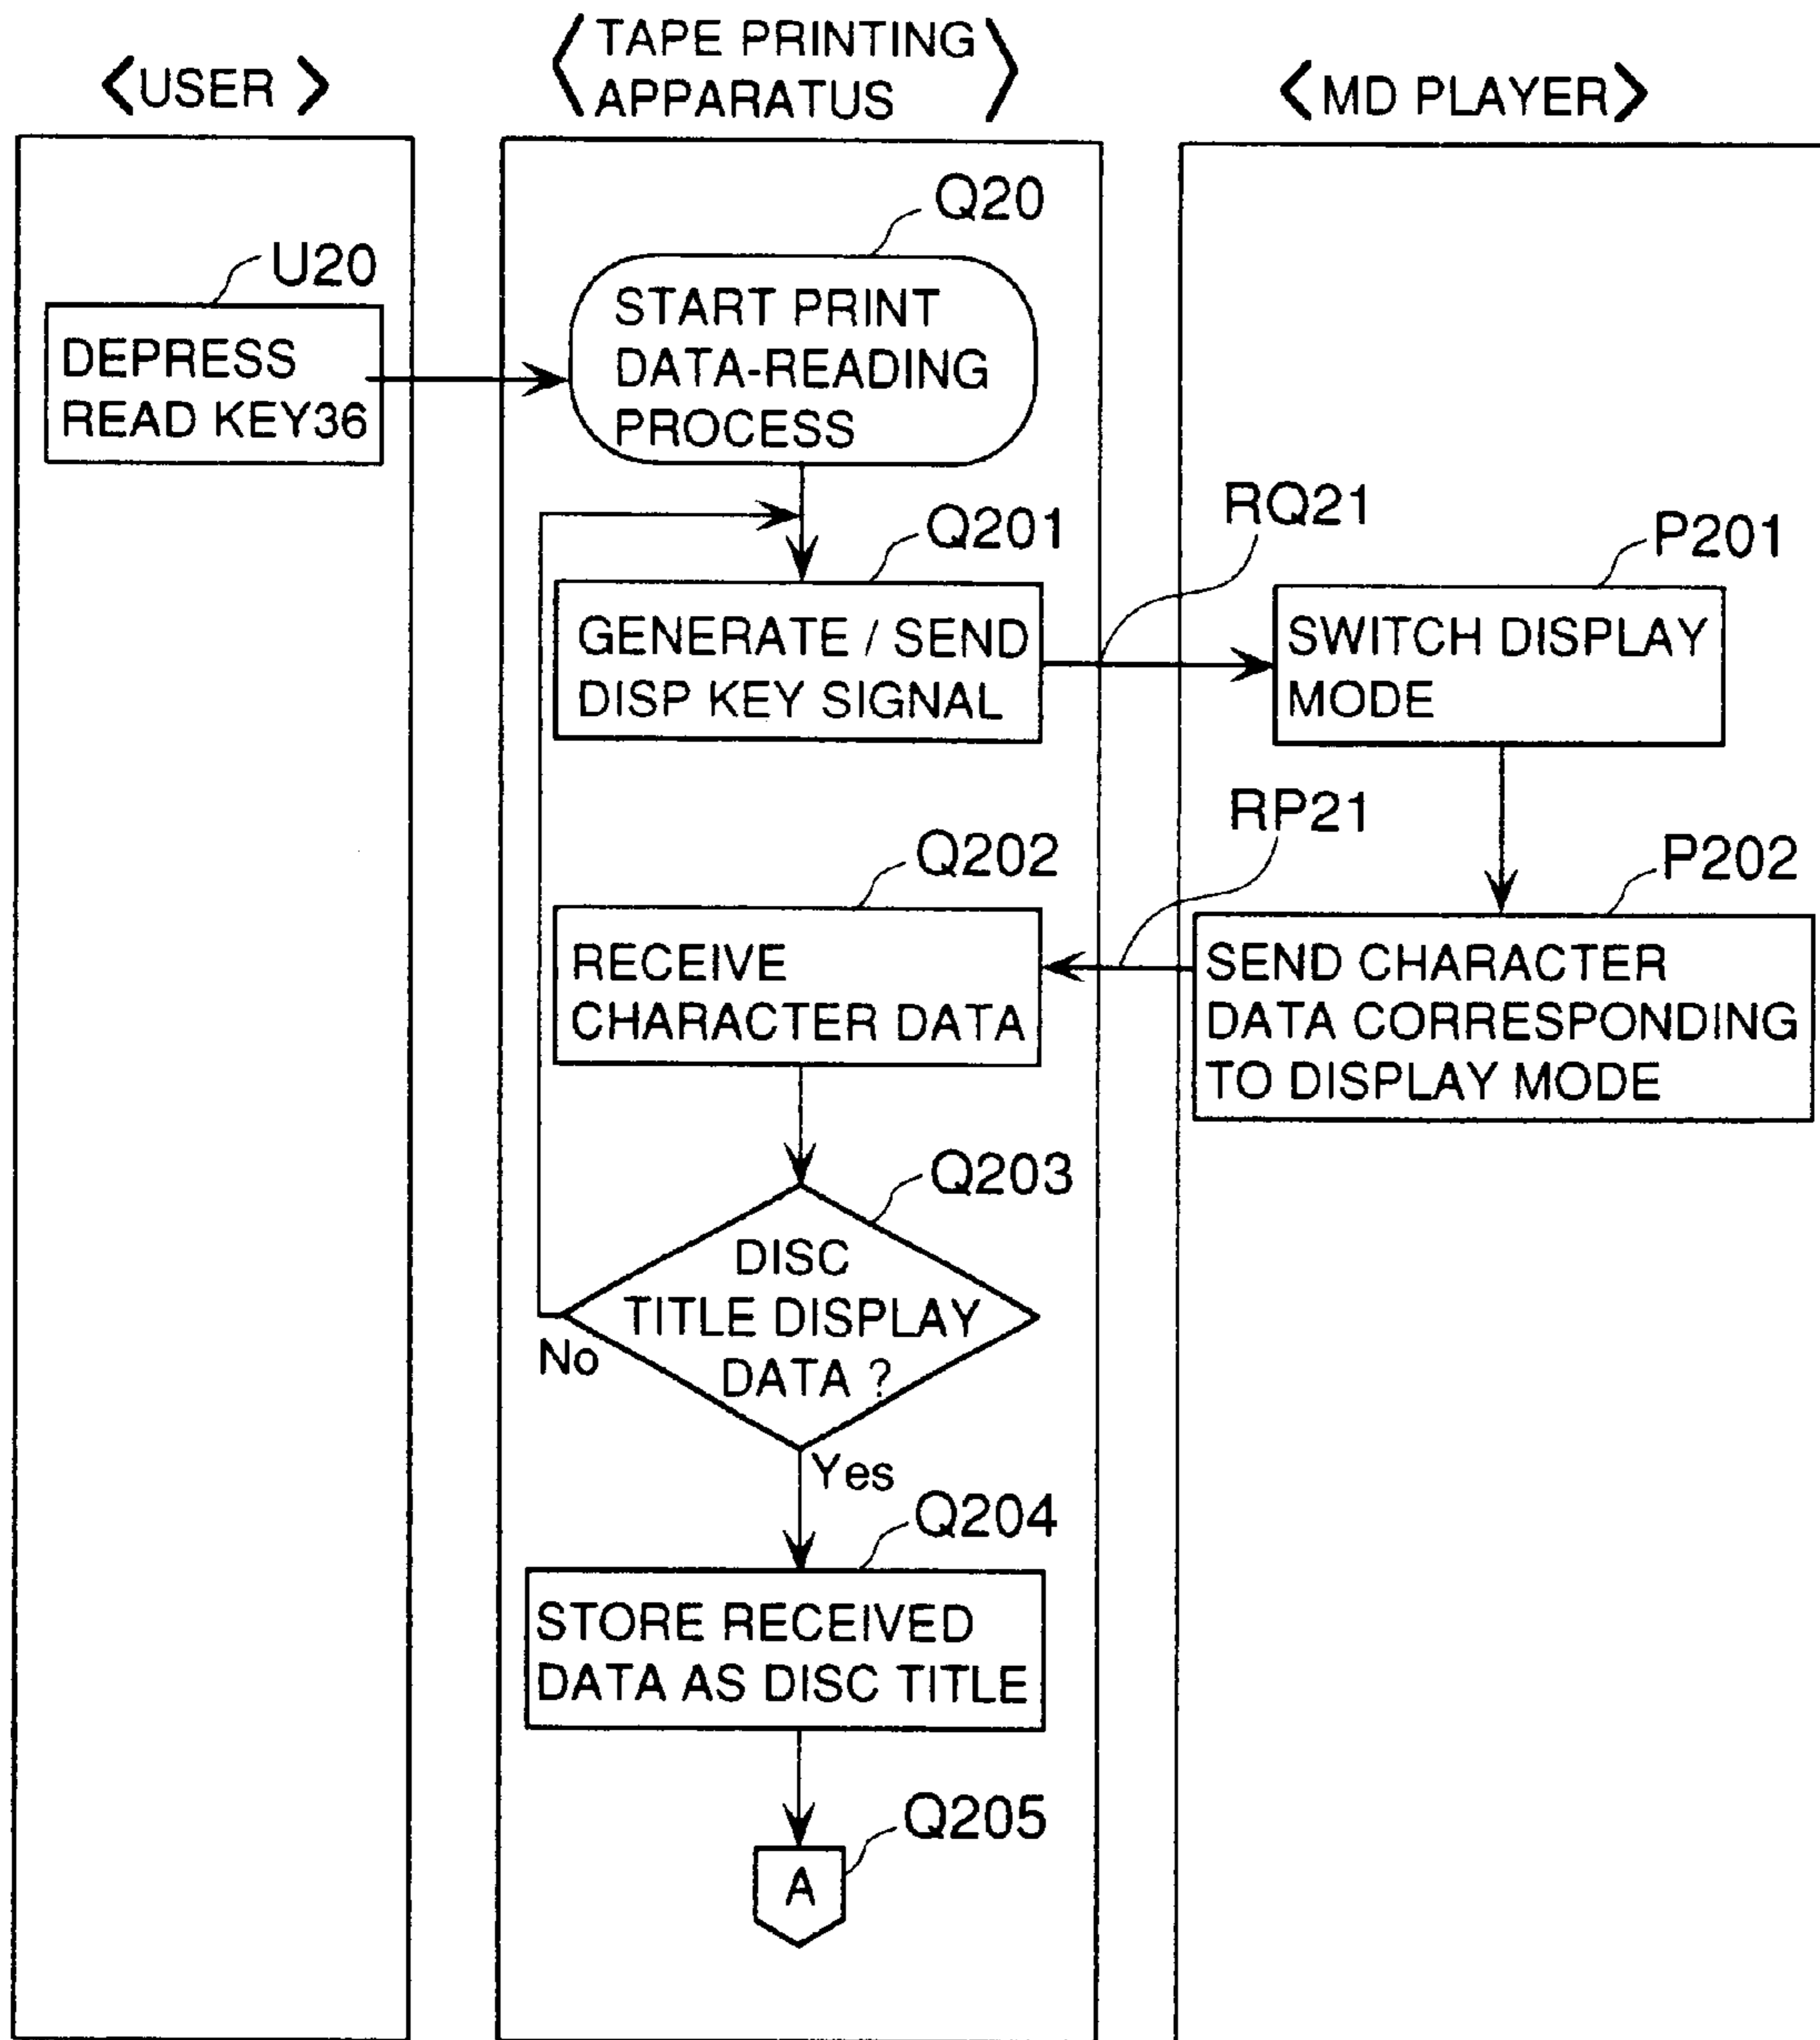 <USER >
<TAPE PRINTING
APPARATUS>
<MD PLAYER>
Q20
U20
START PRINT
DATA-READING
PROCESS
DEPRESS
READ KEY36
RQ21
P201
Q201
GENERATE / SEND
DISP KEY SIGNAL
SWITCH DISPLAY
MODE
RP21
Q202
P202
RECEIVE
CHARACTER DATA
SEND CHARACTER
DATA CORRESPONDING
TO DISPLAY MODE
Q203
DISC
TITLE DISPLAY
DATA ?
No
Yes
Q204
STORE RECEIVED
DATA AS DISC TITLE
Q205
A